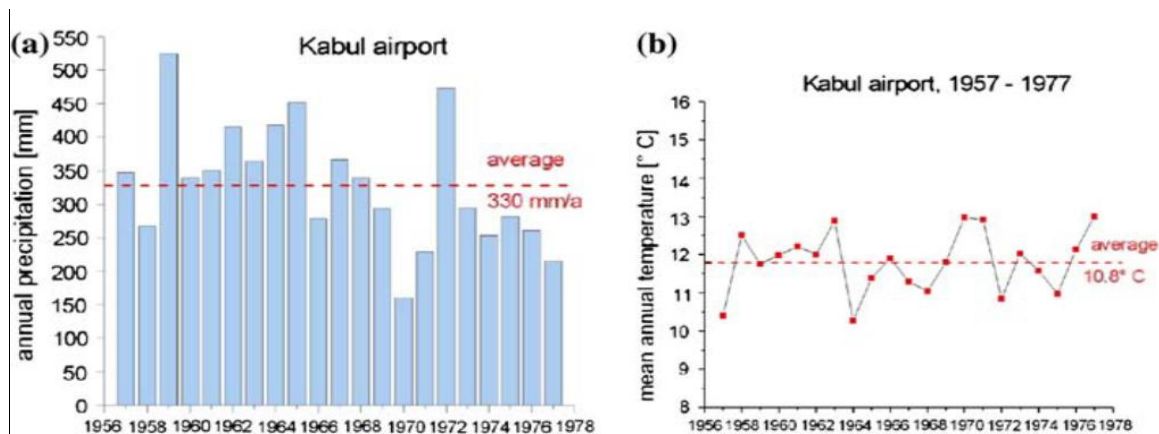 (a)
Kabul airport
annual precipitation [mm]
550
500
450
400
350
300
250
200
150
100
50
0
average
330 mm/a
1956 1958 1960 1962 1964 1966 1968 1970 1972 1974 1976 1978
(b)
Kabul airport, 1957 - 1977
mean annual temperature [° C]
16
15
14
13
12
11
10
9
8
average
10.8° C
1956 1958 1960 1962 1964 1966 1968 1970 1972 1974 1976 1978